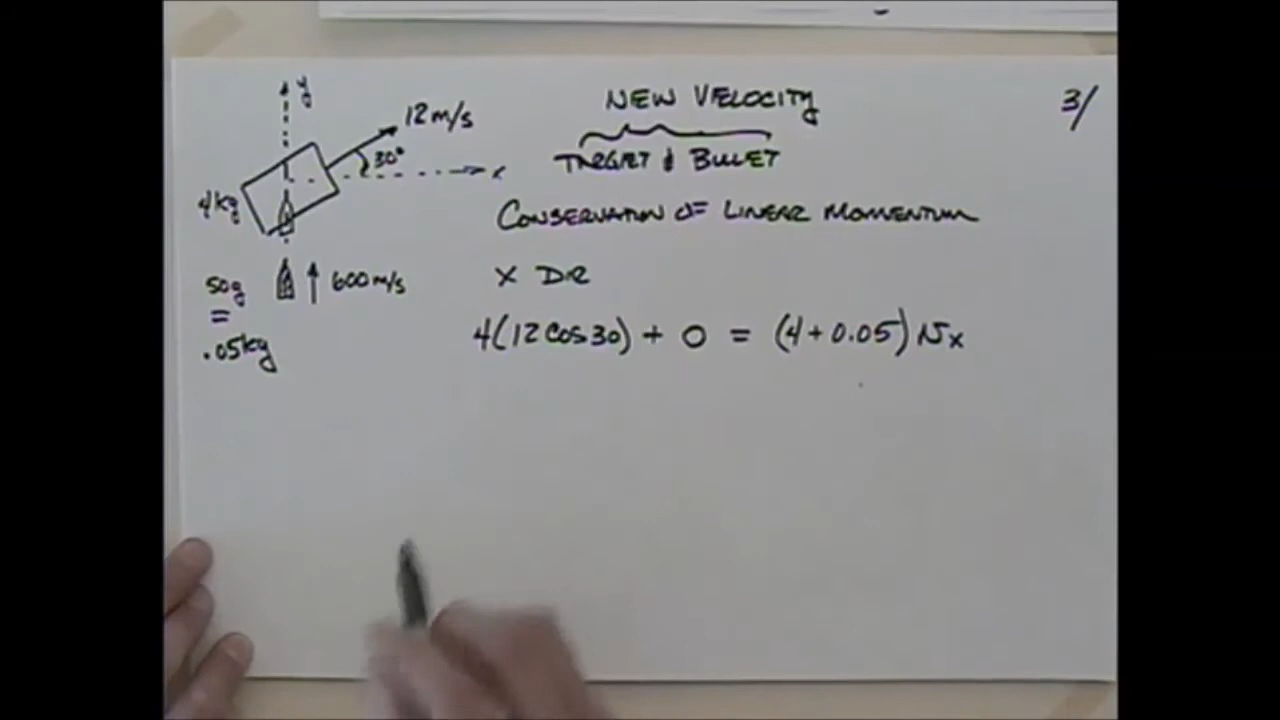 y
12 m/s
30°
x
4kg
50g
=
.05kg
600 m/s
NEW VELOCITY
TARGET & BULLET
CONSERVATION OF LINEAR MOMENTUM
X DIR
4(12 cos 30) + 0 = (4 + 0.05) Vx
3/